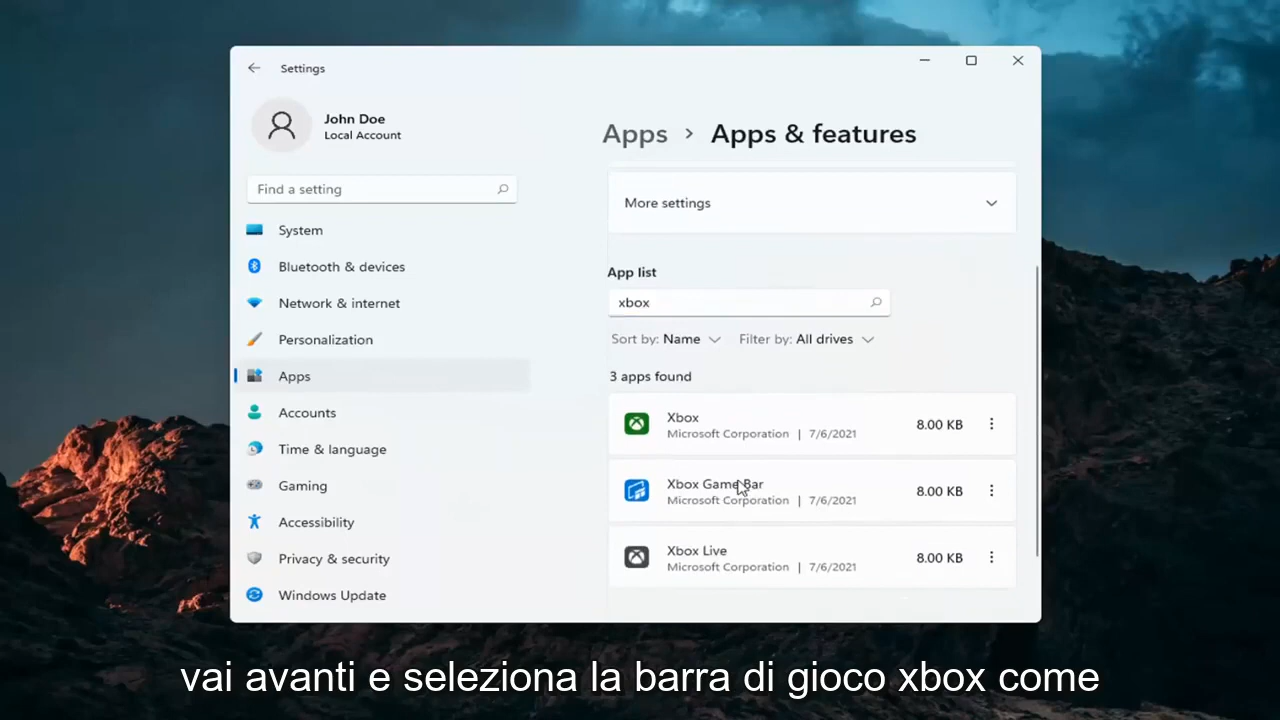 Settings
John Doe
Local Account
Find a setting
System
Bluetooth & devices
Network & internet
Personalization
Apps
Accounts
Time & language
Gaming
Accessibility
Privacy & security
Windows Update
Apps > Apps & features
More settings
App list
xbox
Sort by: Name Filter by: All drives
3 apps found
Xbox
Microsoft Corporation | 7/6/2021 8.00 KB
Xbox Game Bar
Microsoft Corporation | 7/6/2021 8.00 KB
Xbox Live
Microsoft Corporation | 7/6/2021 8.00 KB
vai avanti e seleziona la barra di gioco xbox come